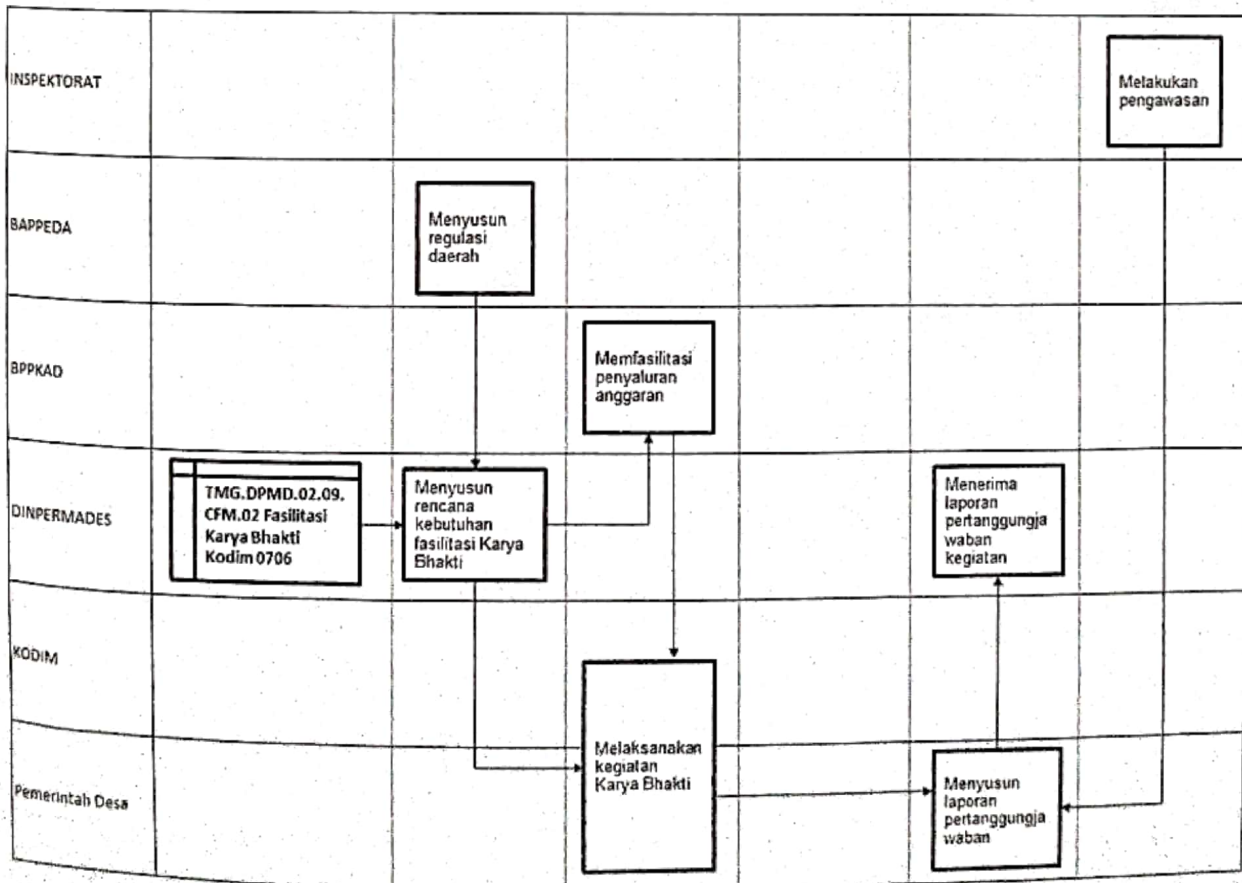 INSPEKTORAT
Melakukan
pengawasan
BAPPEDA
Menyusun
regulasi
daerah
BPPKAD
Memfasilitasi
penyaluran
anggaran
DINPERMADES
TMG.DPMD.02.09.
CFM.02 Fasilitasi
Karya Bhakti
Kodim 0706
Menyusun
rencana
kebutuhan
fasilitasi Karya
Bhakti
Menerima
laporan
pertanggungja
waban
kegiatan
KODIM
Melaksanakan
kegiatan
Karya Bhakti
Pemerintah Desa
Menyusun
laporan
pertanggungja
waban